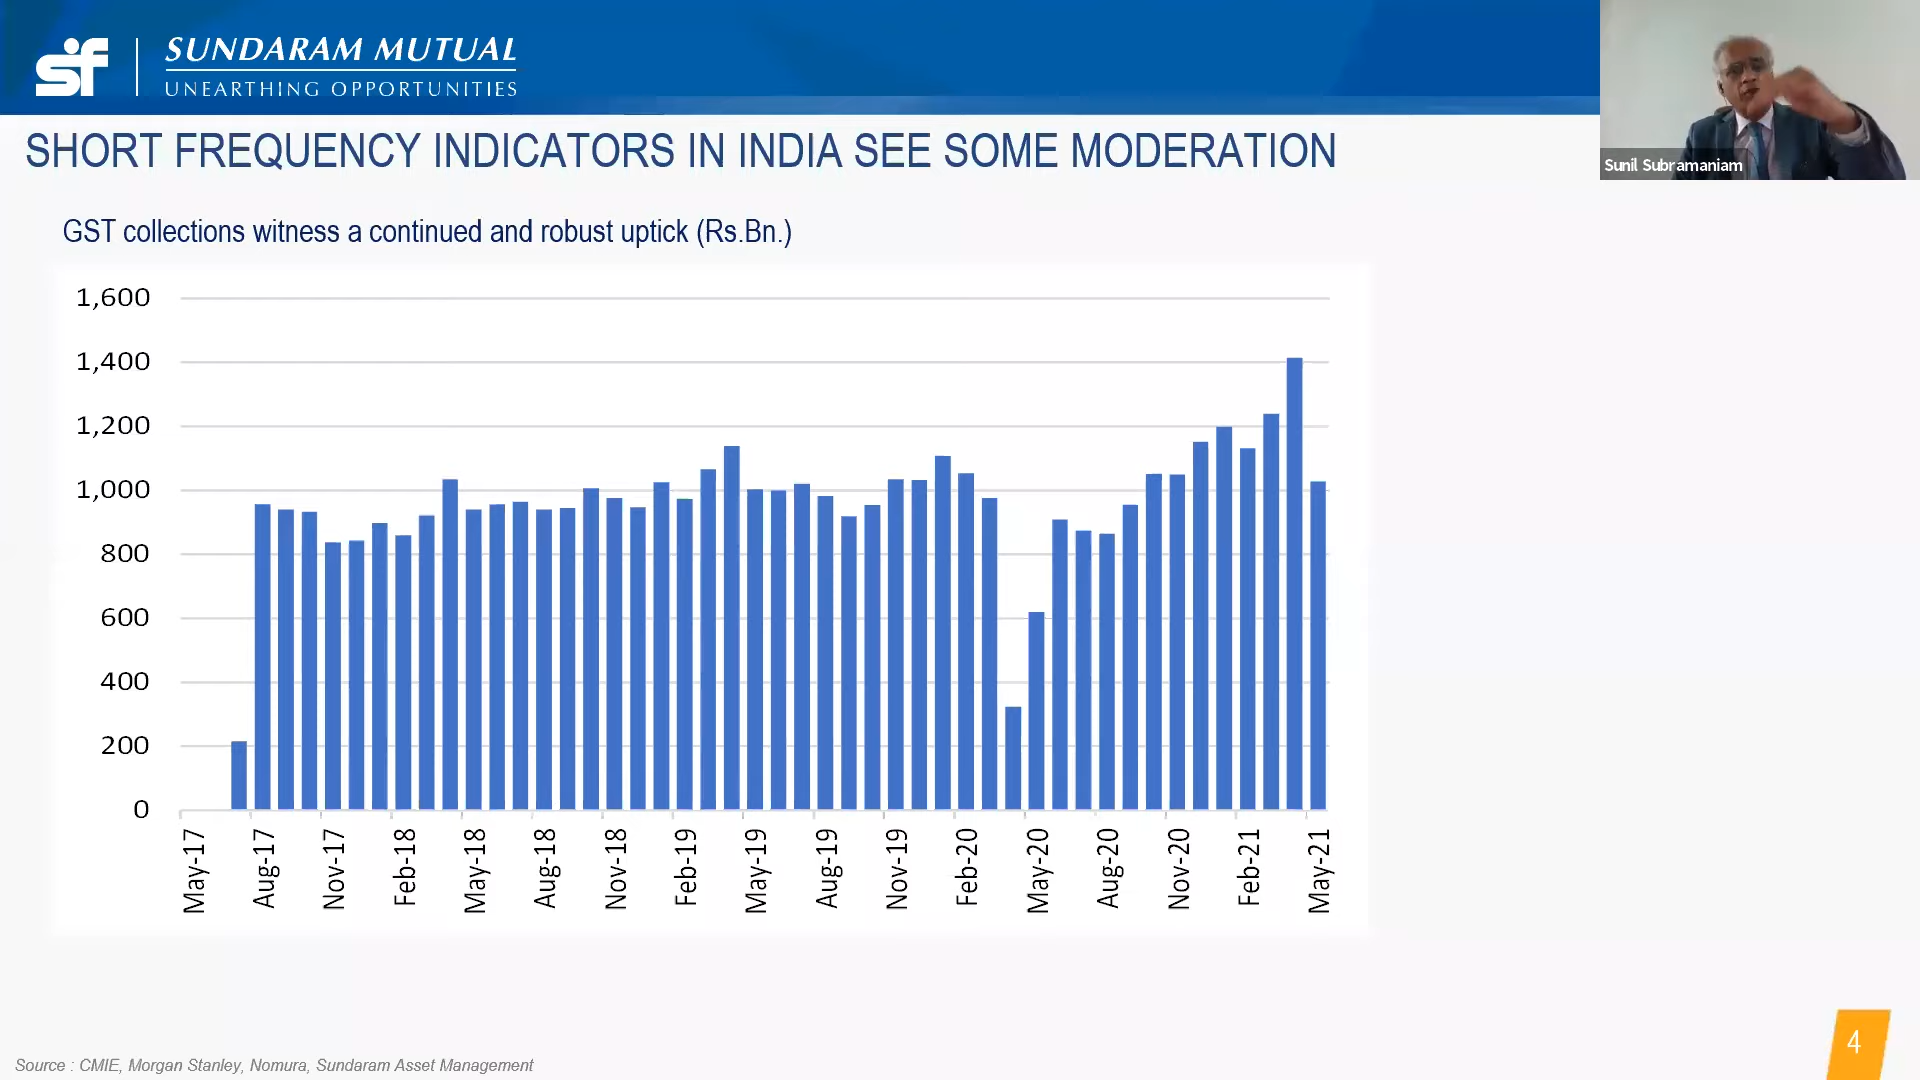 sf
SUNDARAM MUTUAL
UNEARTHING OPPORTUNITIES
Sunil Subramaniam
SHORT FREQUENCY INDICATORS IN INDIA SEE SOME MODERATION
GST collections witness a continued and robust uptick (Rs.Bn.)
1,600
1,400
1,200
1,000
800
600
400
200
0
May-17
Aug-17
Nov-17
Feb-18
May-18
Aug-18
Nov-18
Feb-19
May-19
Aug-19
Nov-19
Feb-20
May-20
Aug-20
Nov-20
Feb-21
May-21
4
Source : CMIE, Morgan Stanley, Nomura, Sundaram Asset Management